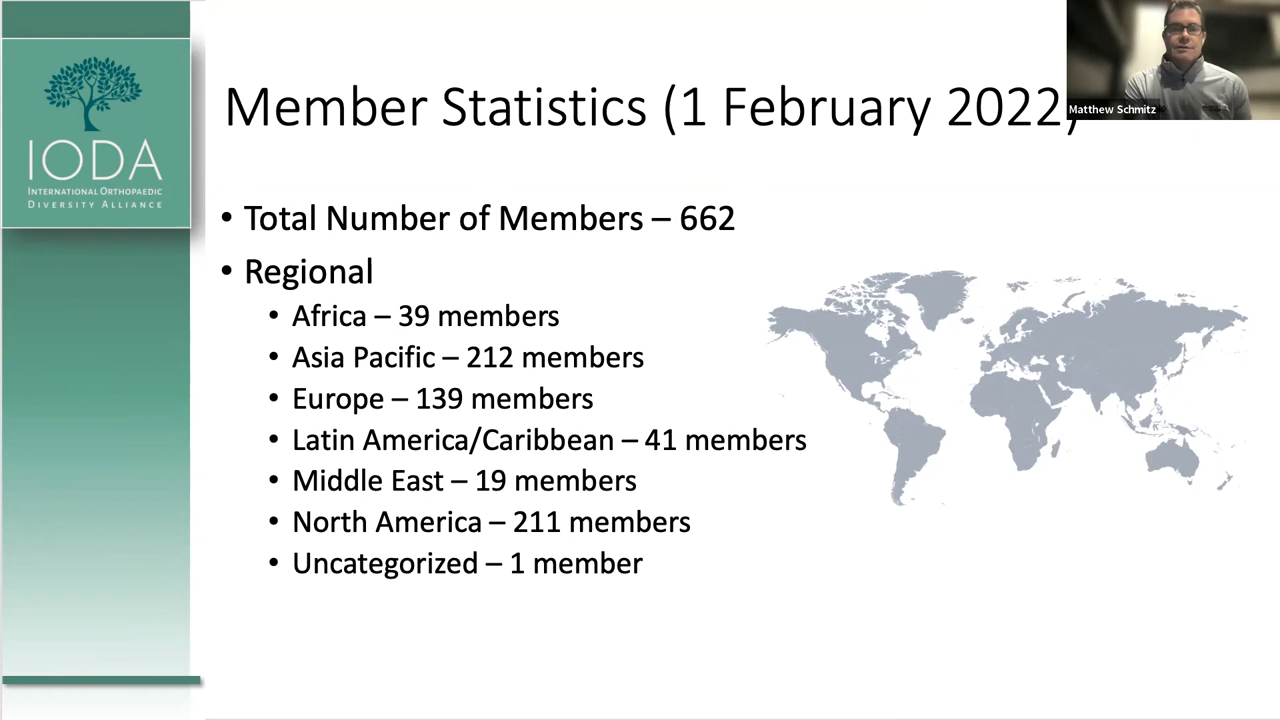 IODA
INTERNATIONAL ORTHOPAEDIC
DIVERSITY ALLIANCE
Member Statistics (1 February 2022)
Matthew Schmitz
• Total Number of Members – 662
• Regional
• Africa – 39 members
• Asia Pacific – 212 members
• Europe – 139 members
• Latin America/Caribbean – 41 members
• Middle East – 19 members
• North America – 211 members
• Uncategorized – 1 member